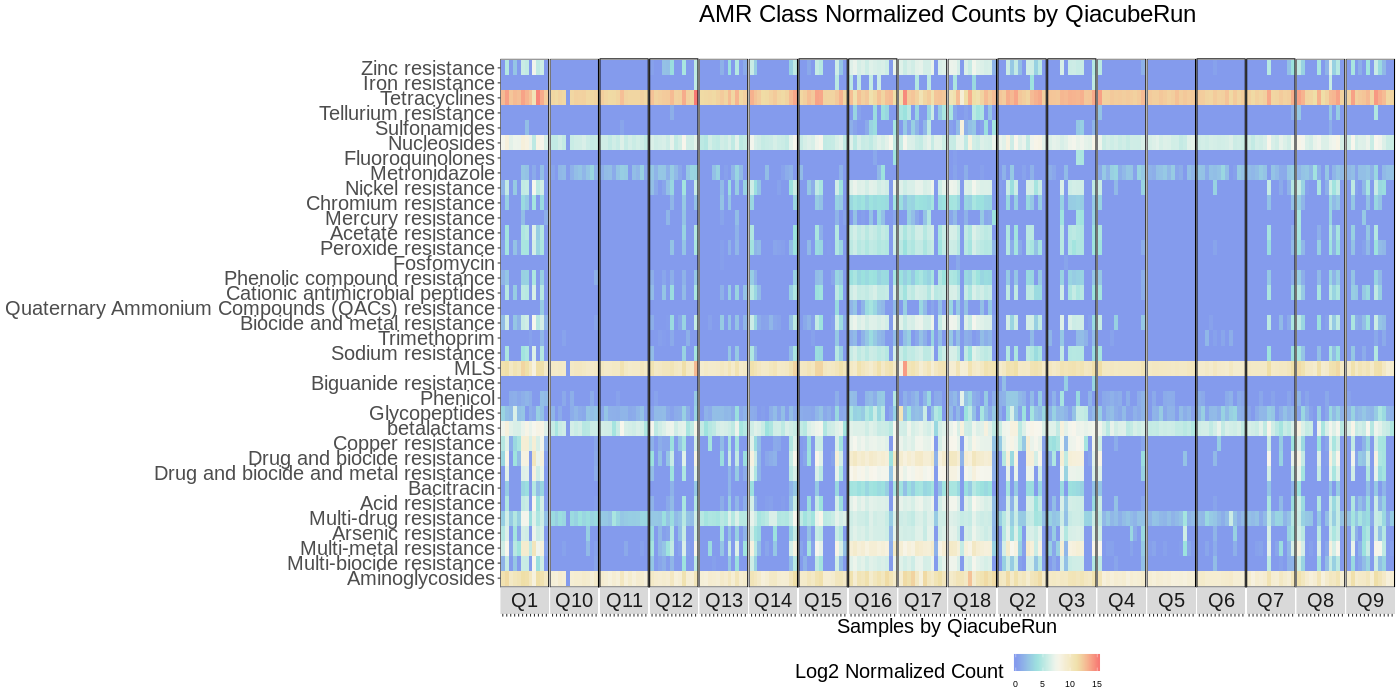 AMR Class Normalized Counts by QiacubeRun
Zinc resistance
Iron resistance
Tetracyclines
Tellurium resistance
Sulfonamides
Nucleosides
Fluoroquinolones
Metronidazole
Nickel resistance
Chromium resistance
Mercury resistance
Acetate resistance
Peroxide resistance
Fosfomycin
Phenolic compound resistance
Cationic antimicrobial peptides
Quaternary Ammonium Compounds (QACs) resistance
Biocide and metal resistance
Trimethoprim
Sodium resistance
MLS
Biguanide resistance
Phenicol
Glycopeptides
betalactams
Copper resistance
Drug and biocide resistance
Drug and biocide and metal resistance
Bacitracin
Acid resistance
Multi-drug resistance
Arsenic resistance
Multi-metal resistance
Multi-biocide resistance
Aminoglycosides
Q1 Q10 Q11 Q12 Q13 Q14 Q15 Q16 Q17 Q18 Q2 Q3 Q4 Q5 Q6 Q7 Q8 Q9
Samples by QiacubeRun
Log2 Normalized Count
0 5 10 15